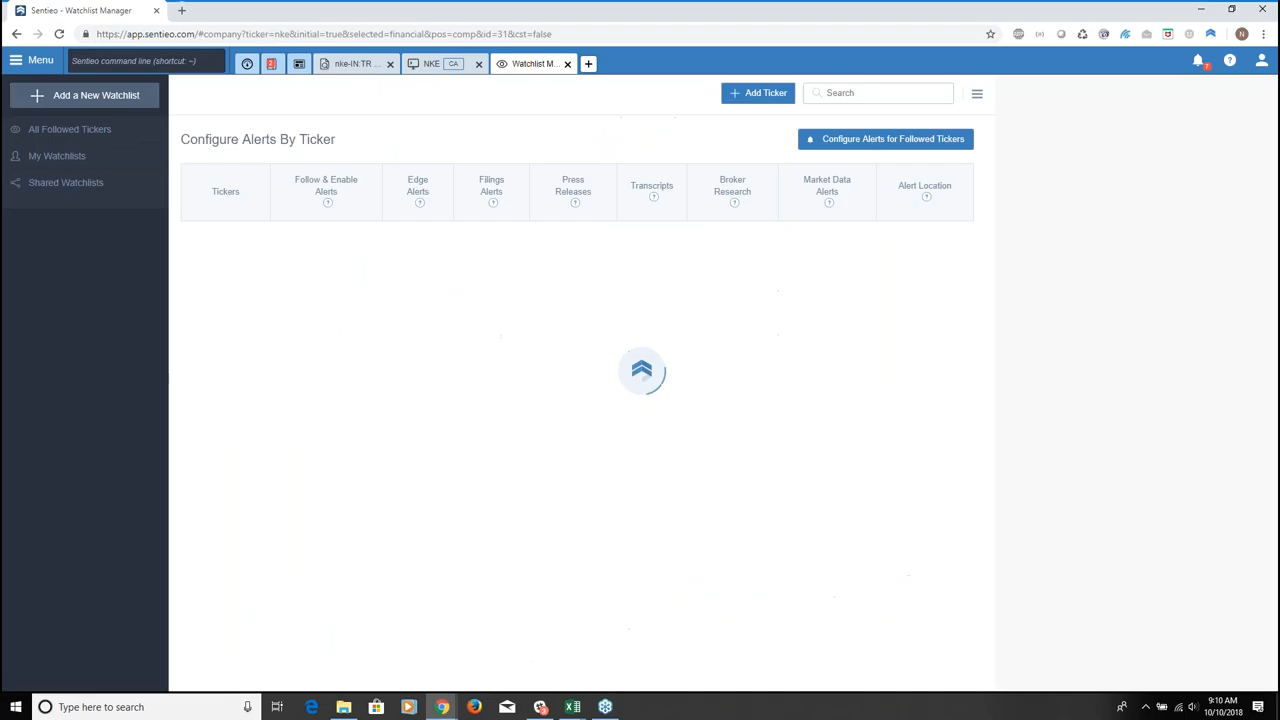 Sentieo - Watchlist Manager
https://app.sentieo.com/#company?ticker=nke&initial=true&selected=financial&pos=comp&id=31&cst=false
Menu
Sentieo command line (shortcut: ~)
nke-IN:TR ...
NKE CA
Watchlist M...
7
Add a New Watchlist
All Followed Tickers
My Watchlists
Shared Watchlists
Add Ticker
Search
Configure Alerts By Ticker
Configure Alerts for Followed Tickers
Tickers
Follow & Enable
Alerts
Edge
Alerts
Filings
Alerts
Press
Releases
Transcripts
Broker
Research
Market Data
Alerts
Alert Location
Type here to search
9:10 AM
10/10/2018